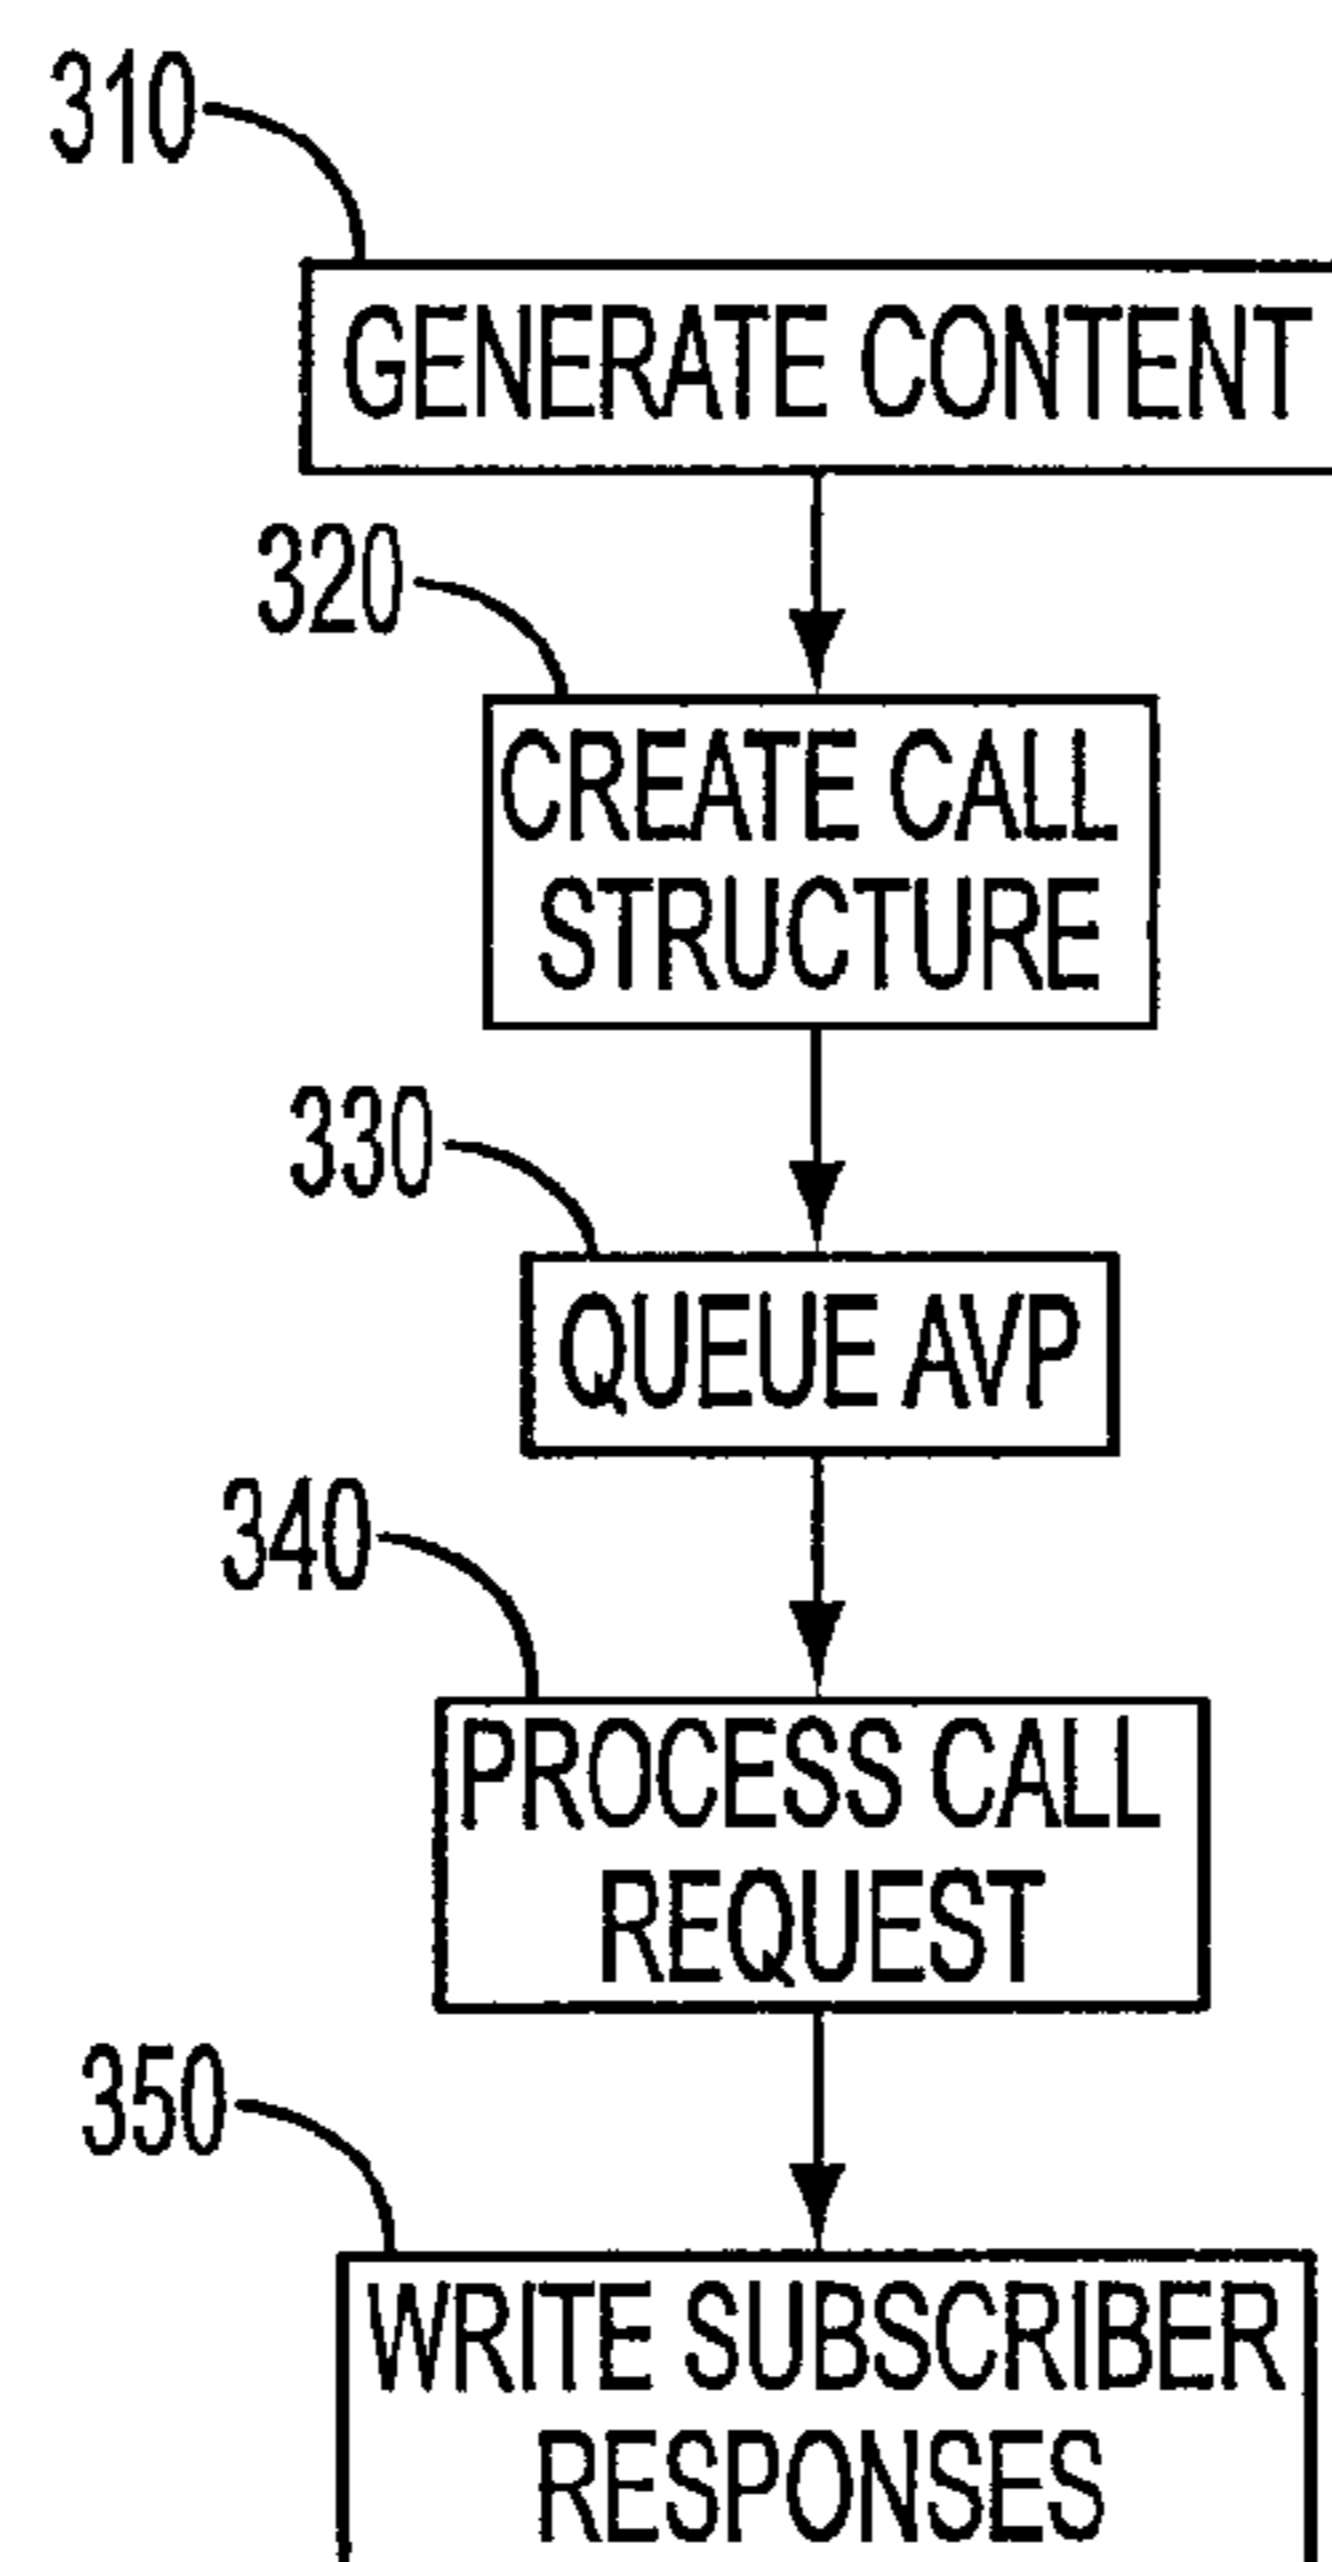 310
GENERATE CONTENT
320
CREATE CALL
STRUCTURE
330
QUEUE AVP
340
PROCESS CALL
REQUEST
350
WRITE SUBSCRIBER
RESPONSES